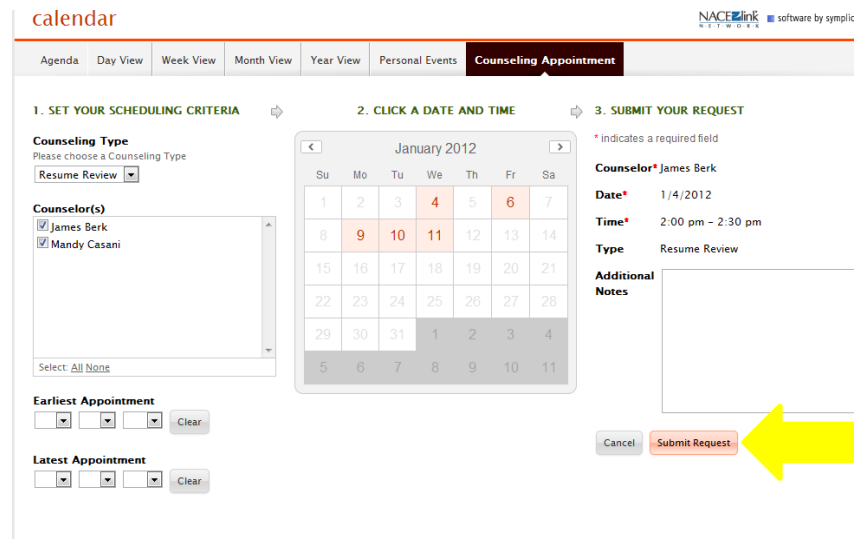 calendar
NACElink
NETWORK
software by symplic
Agenda Day View Week View Month View Year View Personal Events Counseling Appointment
1. SET YOUR SCHEDULING CRITERIA
Counseling Type
Please choose a Counseling Type
Resume Review
Counselor(s)
James Berk
Mandy Casani
Select: All None
Earliest Appointment
Clear
Latest Appointment
Clear
2. CLICK A DATE AND TIME
January 2012
Su Mo Tu We Th Fr Sa
1 2 3 4 5 6 7
8 9 10 11 12 13 14
15 16 17 18 19 20 21
22 23 24 25 26 27 28
29 30 31 1 2 3 4
5 6 7 8 9 10 11
3. SUBMIT YOUR REQUEST
* indicates a required field
Counselor* James Berk
Date* 1/4/2012
Time* 2:00 pm – 2:30 pm
Type Resume Review
Additional
Notes
Cancel Submit Request